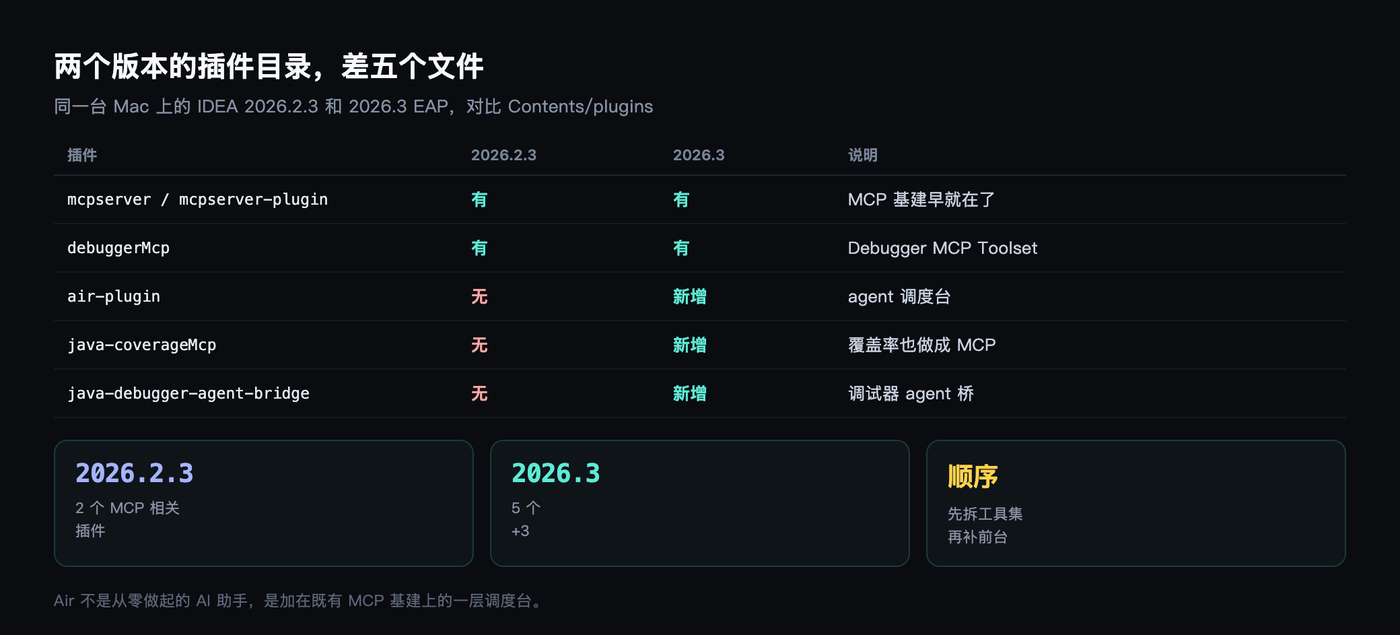 两个版本的插件目录，差五个文件
同一台 Mac 上的 IDEA 2026.2.3 和 2026.3 EAP，对比 Contents/plugins
插件 2026.2.3 2026.3 说明
mcpserver / mcpserver-plugin 有 有 MCP 基建早就在了
debuggerMcp 有 有 Debugger MCP Toolset
air-plugin 无 新增 agent 调度台
java-coverageMcp 无 新增 覆盖率也做成 MCP
java-debugger-agent-bridge 无 新增 调试器 agent 桥
2026.2.3
2 个 MCP 相关
插件
2026.3
5 个
+3
顺序
先拆工具集
再补前台
Air 不是从零做起的 AI 助手，是加在既有 MCP 基建上的一层调度台。